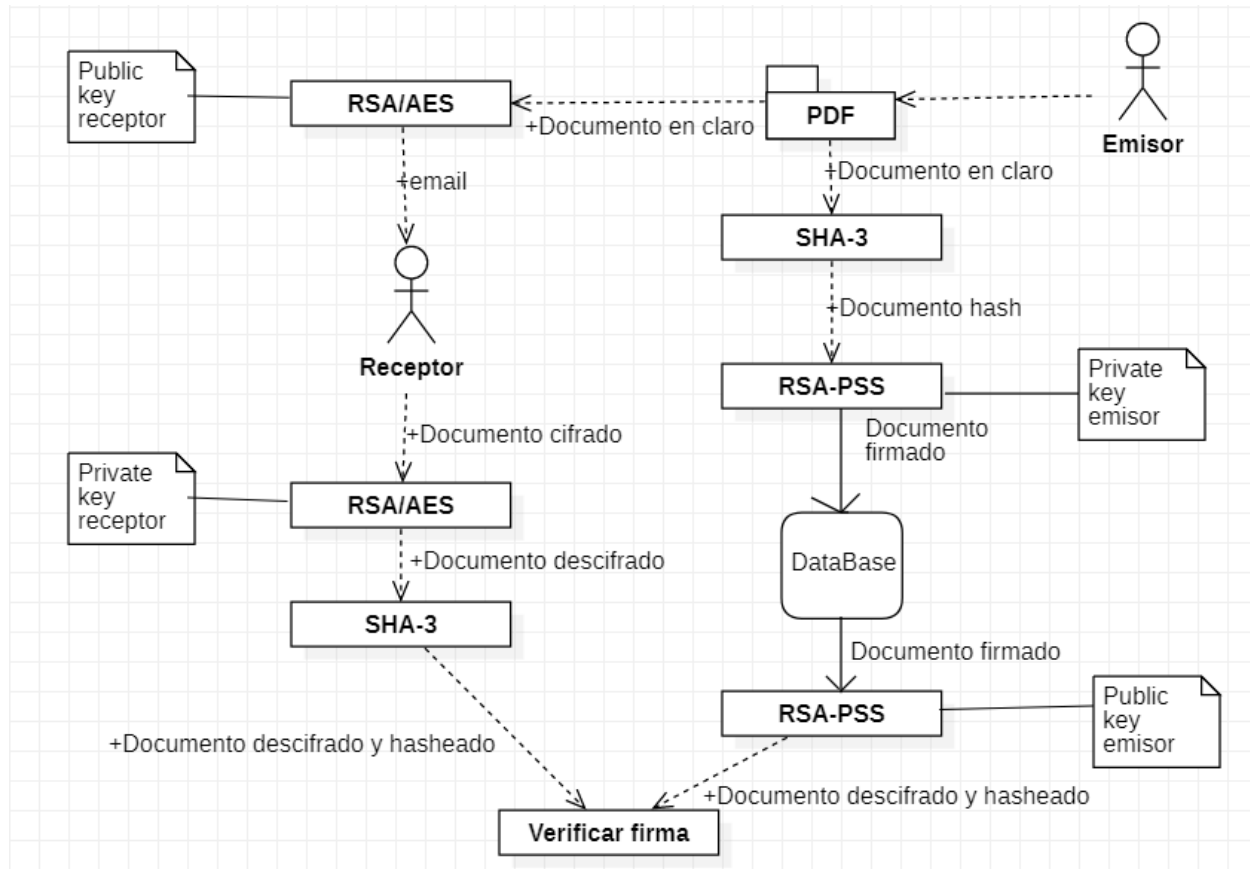 Public
key
receptor
RSA/AES
+Documento en claro
PDF
Emisor
+Documento en claro
+email
SHA-3
+Documento hash
Receptor
RSA-PSS
Private
key
emisor
Documento
firmado
+Documento cifrado
Private
key
receptor
RSA/AES
+Documento descifrado
DataBase
SHA-3
Documento firmado
RSA-PSS
Public
key
emisor
+Documento descifrado y hasheado
+Documento descifrado y hasheado
Verificar firma